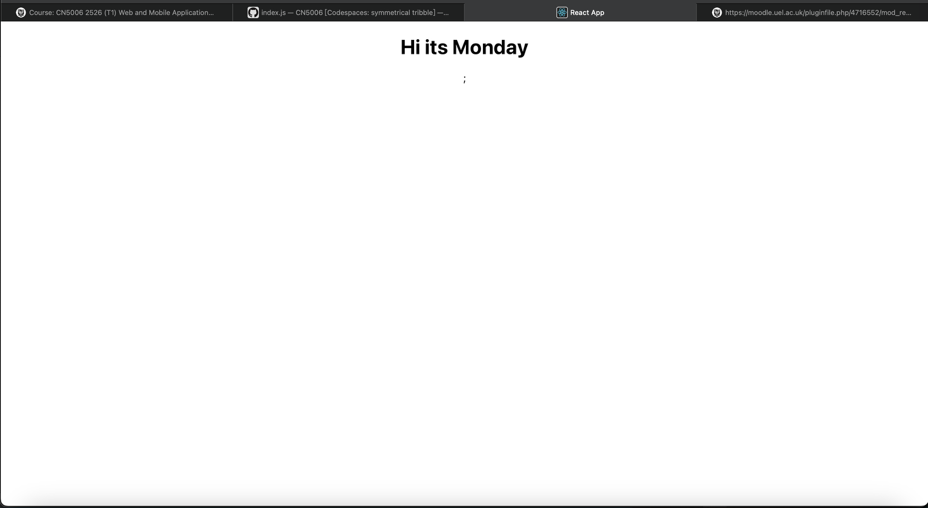 Course: CN5006 2526 (T1) Web and Mobile Application...
index.js — CN5006 [Codespaces: symmetrical tribble] —...
React App
https://moodle.uel.ac.uk/pluginfile.php/4716552/mod_re...
Hi its Monday
;